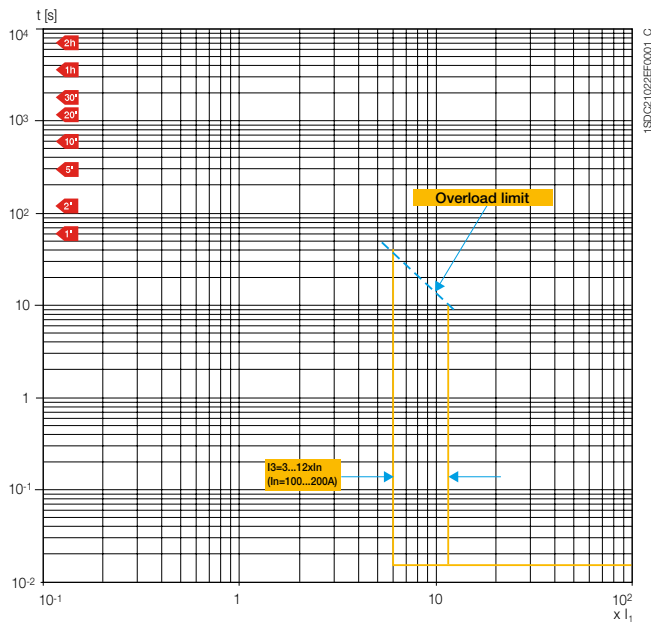 t [s]
10⁴
2h
1h
30'
20'
10³
10'
5'
2'
10²
1'
Overload limit
10
1
I3=3...12xIn
(In=100...200A)
10⁻¹
10⁻²
10⁻¹
1
10
10²
x I₁
1SDC21022EF0001_C